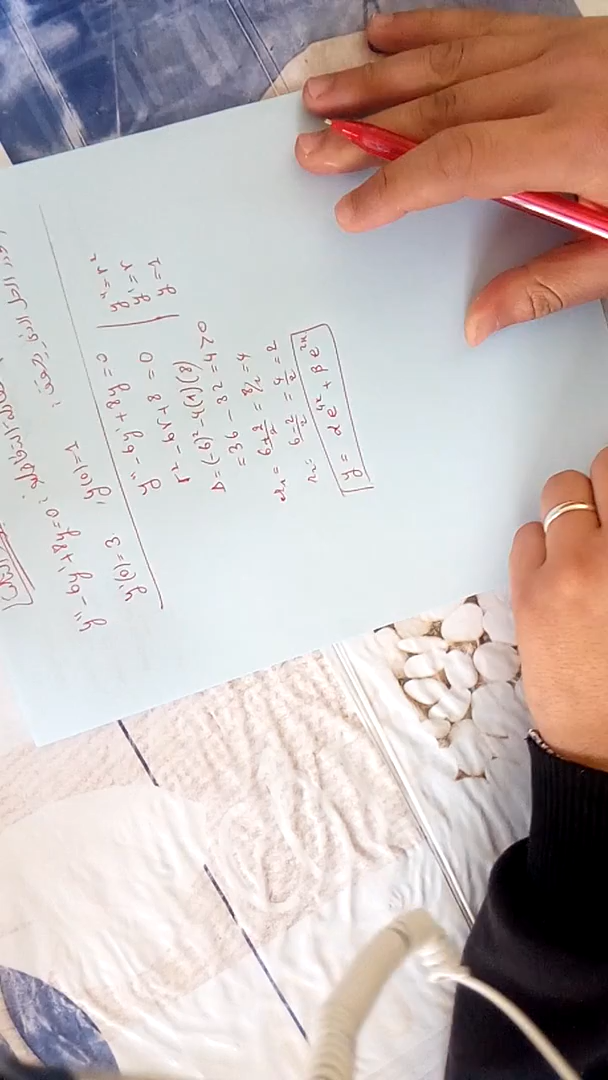 y'' - 6y' + 8y = 0 ; y(0) = 1
y'(0) = 3
y'' - 6y' + 8y = 0
y'' = r²
y' = r
y = 1
r² - 6r + 8 = 0
Δ = (-6)² - 4(1)(8)
= 36 - 32 = 4 > 0
r₁ = 6+2/2 = 8/2 = 4
r₂ = 6-2/2 = 4/2 = 2
y = αe^{4x} + βe^{2x}